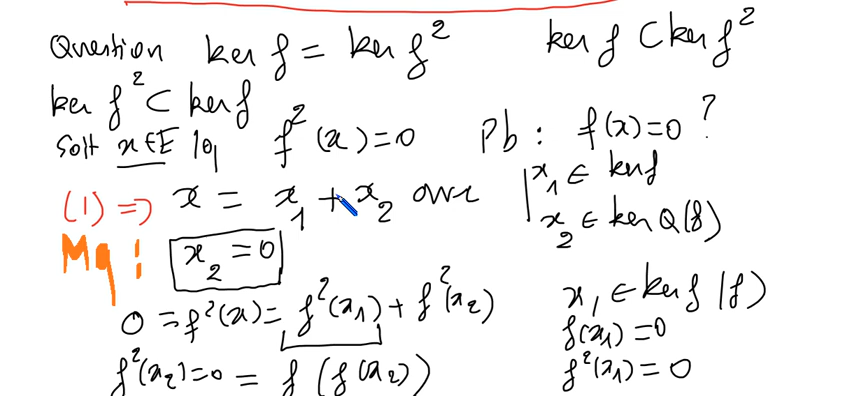 Question ker f = ker f² ker f ⊂ ker f²
ker f² ⊂ ker f
Soit x ∈ E tq f²(x) = 0 Pb : f(x) = 0 ?
(1) ⇒ x = x₁ + x₂ avec x₁ ∈ ker f
x₂ ∈ ker Q(f)
Mq : x₂ = 0
0 = f²(x) = f²(x₁) + f²(x₂) x₁ ∈ ker f (f)
f(x₁) = 0
f²(x₂) = 0 = f(f(x₂)) f²(x₁) = 0